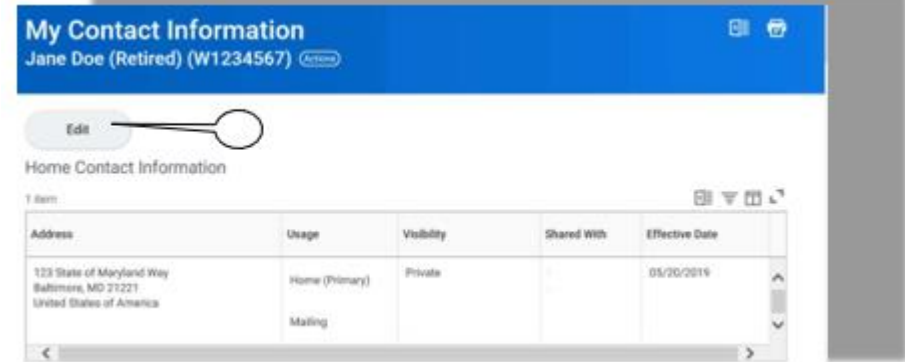 My Contact Information
Jane Doe (Retired) (W1234567) Actions
Edit
Home Contact Information
1 item
Address Usage Visibility Shared With Effective Date
123 State of Maryland Way Home (Primary) Private 05/20/2019
Baltimore, MD 21221
United States of America
Mailing